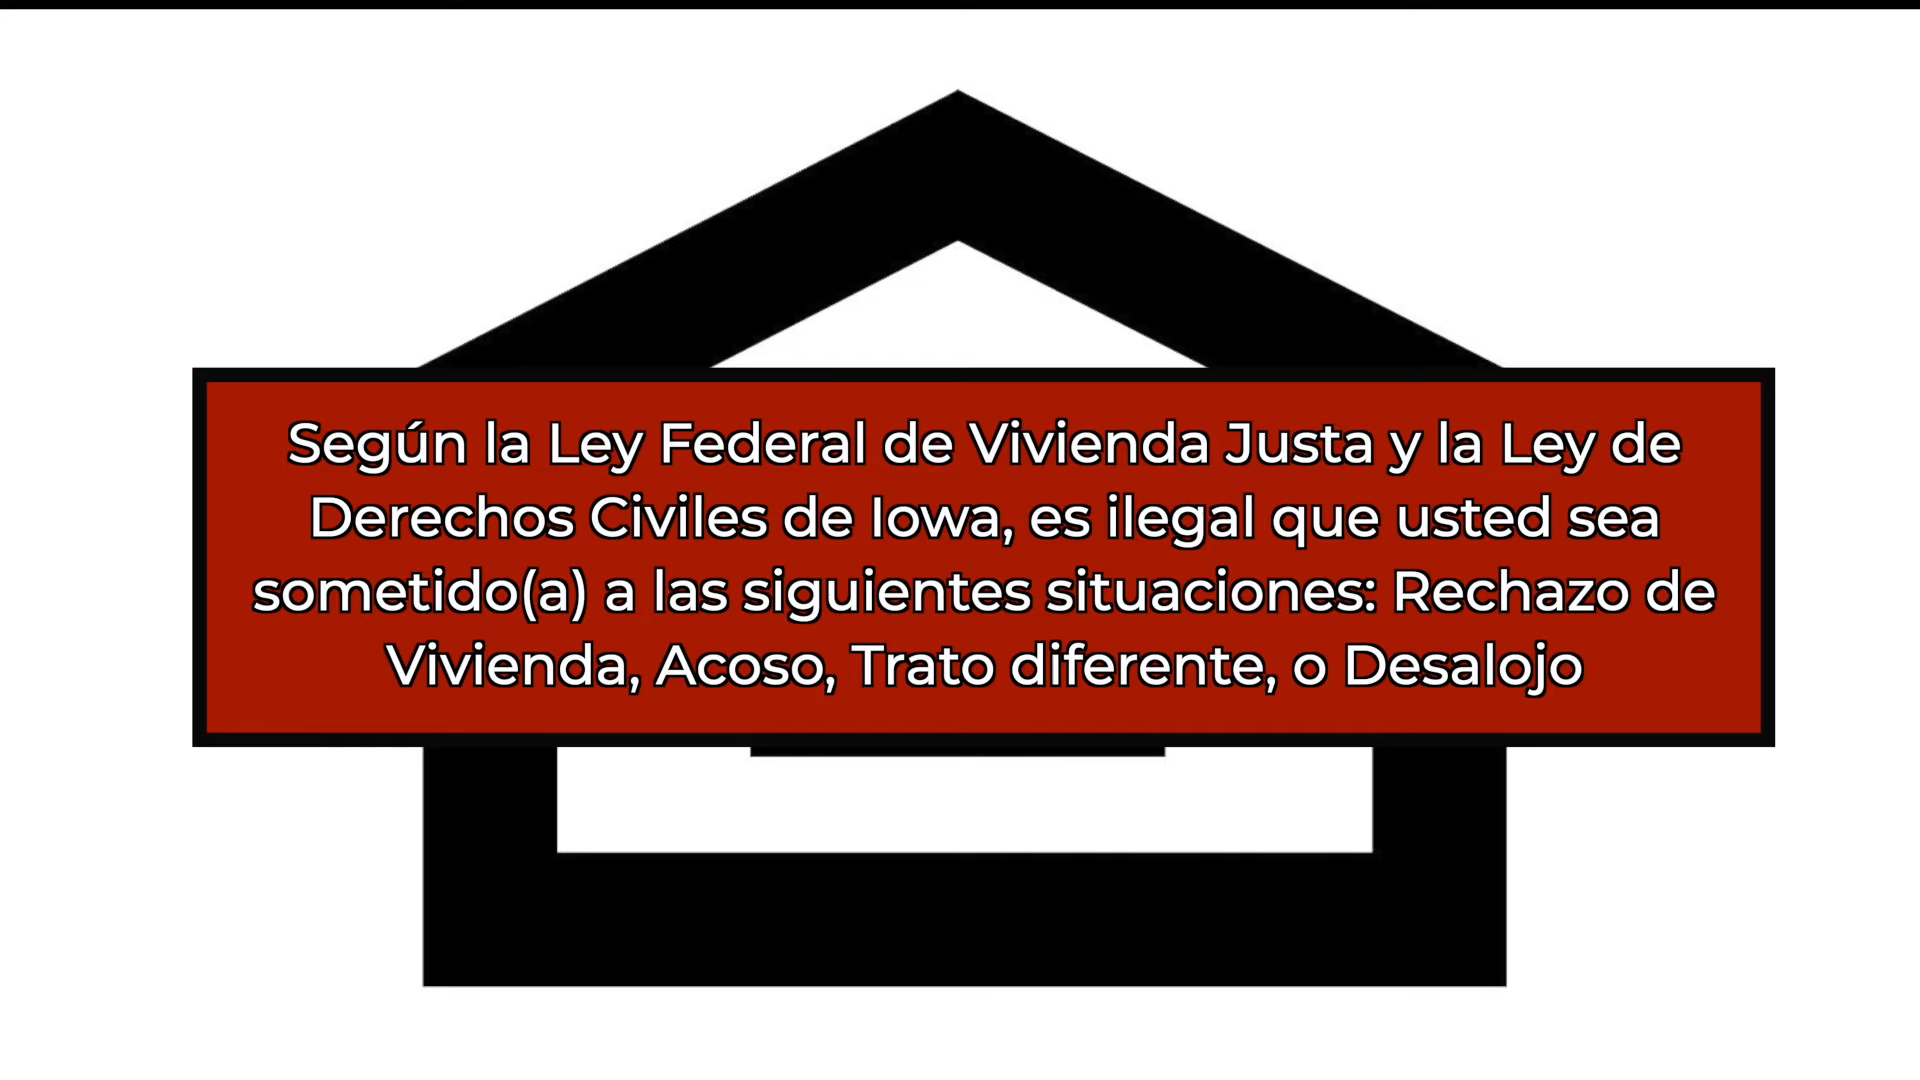 Según la Ley Federal de Vivienda Justa y la Ley de
Derechos Civiles de Iowa, es ilegal que usted sea
sometido(a) a las siguientes situaciones: Rechazo de
Vivienda, Acoso, Trato diferente, o Desalojo